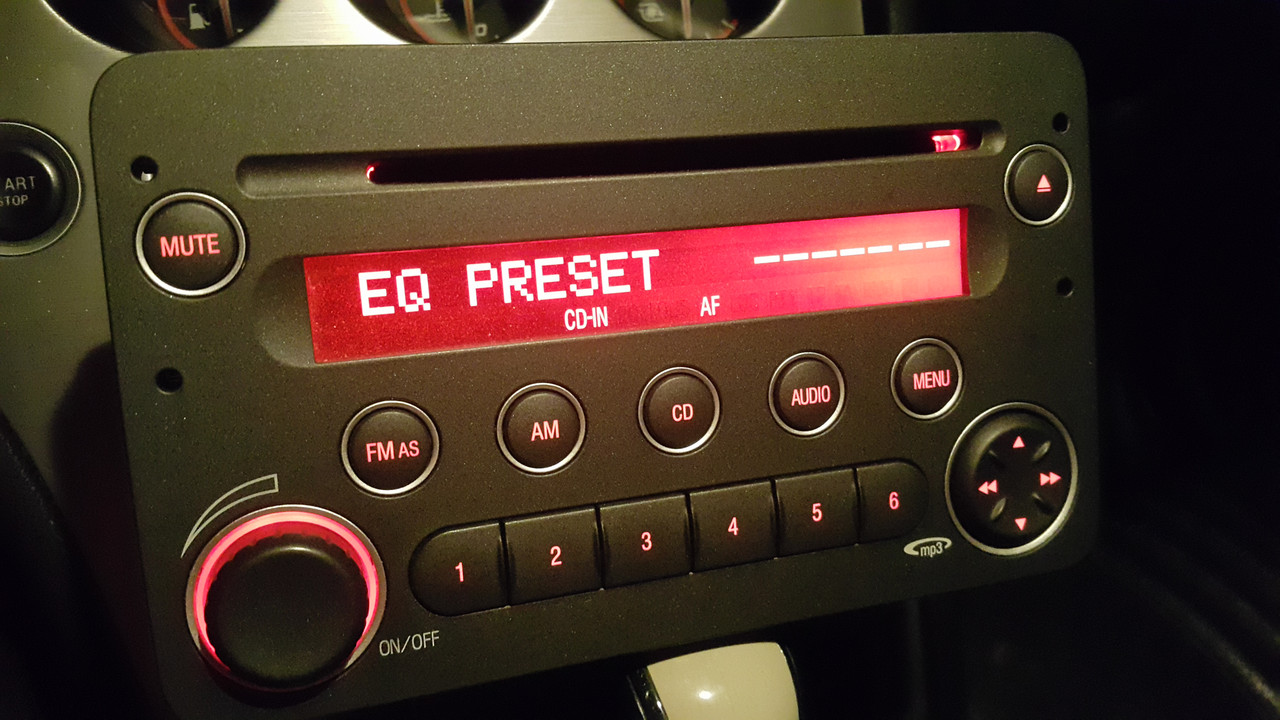 ART
STOP
MUTE
EQ PRESET -------
CD-IN AF
FM AS
AM
CD
AUDIO
MENU
1 2 3 4 5 6
mp3
ON/OFF